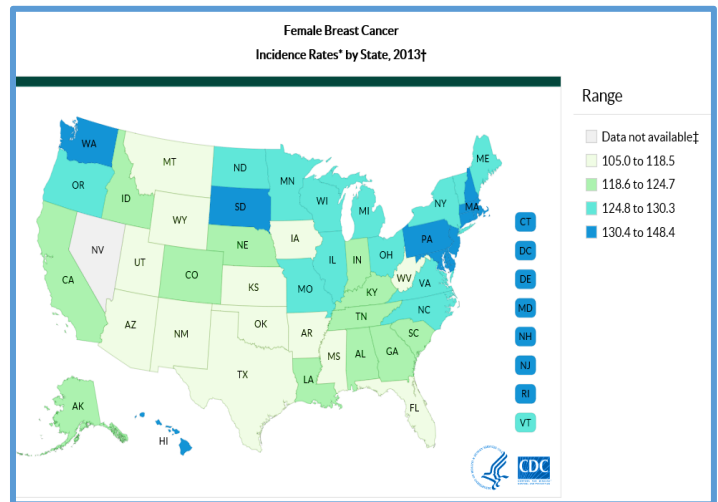 Female Breast Cancer
Incidence Rates* by State, 2013†
Range
Data not available‡
105.0 to 118.5
118.6 to 124.7
124.8 to 130.3
130.4 to 148.4
WA
MT
ND
MN
ME
OR
ID
SD
WI
MI
NY
MA
WY
IA
PA
NE
NV
UT
CO
IL
IN
OH
CA
KS
MO
WV
VA
KY
NC
TN
AZ
NM
OK
AR
SC
MS
AL
GA
TX
LA
FL
AK
HI
CT
DC
DE
MD
NH
NJ
RI
VT
CDC